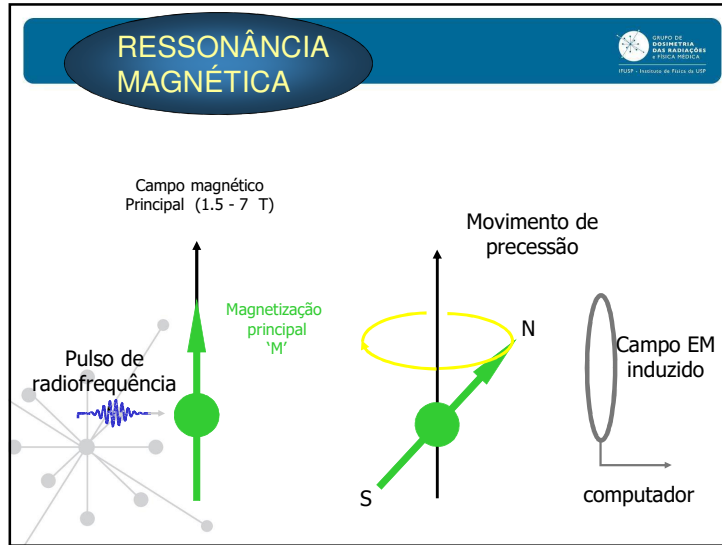 RESSONÂNCIA
MAGNÉTICA
GRUPO DE
DOSIMETRIA
DAS RADIAÇÕES
e FÍSICA MÉDICA
IFUSP - Instituto de Física da USP
Campo magnético
Principal (1.5 - 7 T)
Magnetização
principal
‘M’
Pulso de
radiofrequência
Movimento de
precessão
N
S
Campo EM
induzido
computador